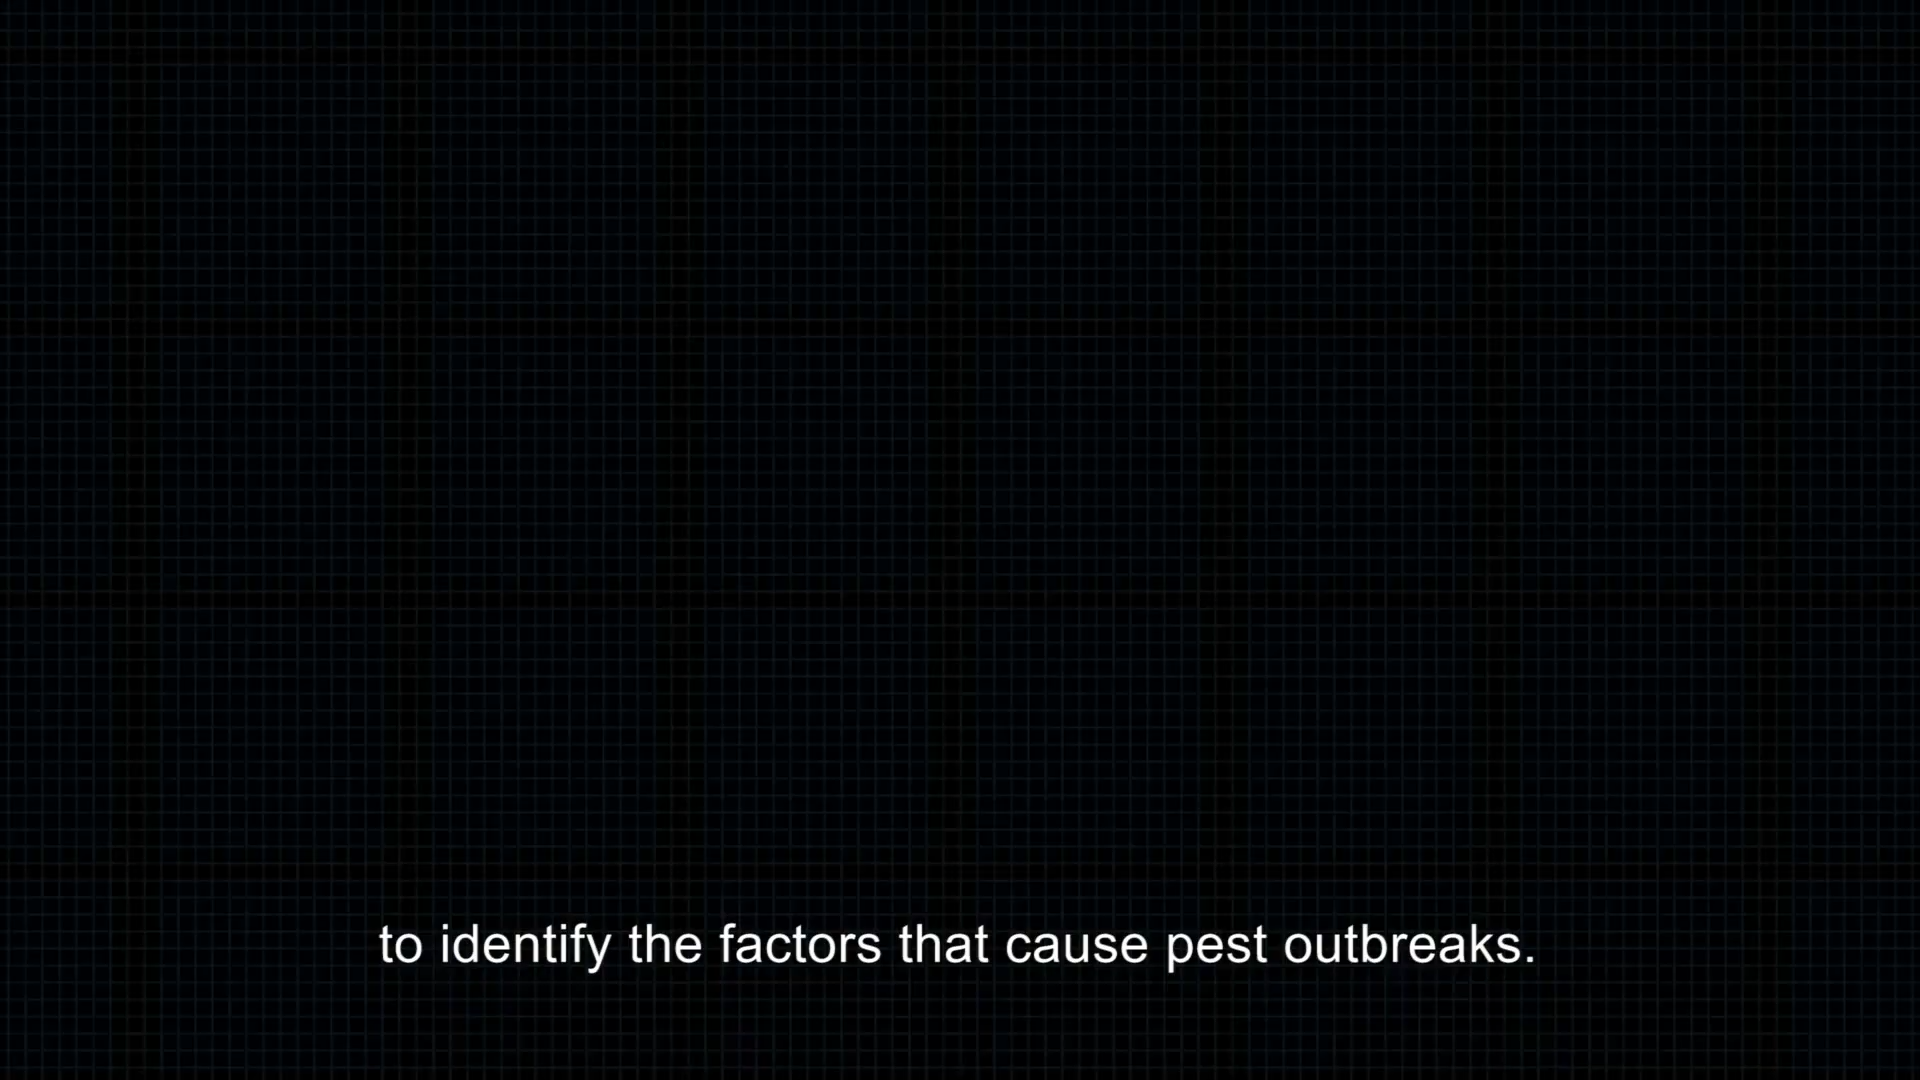 to identify the factors that cause pest outbreaks.